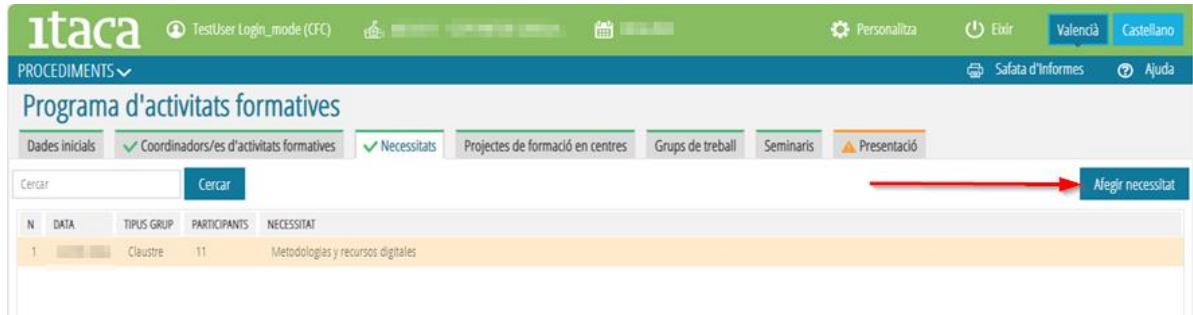 ITACA TestUser Login_mode (CFC) Personalitza Eixir Valencià Castellano
PROCEDIMENTS Safata d'Informes Ajuda
Programa d'activitats formatives
Dades inicials Coordinadors/es d'activitats formatives Necessitats Projectes de formació en centres Grups de treball Seminaris Presentació
Cercar Cercar Afegir necessitat
N DATA TIPUS GRUP PARTICIPANTS NECESSITAT
1 Claustre 11 Metodologias y recursos digitales